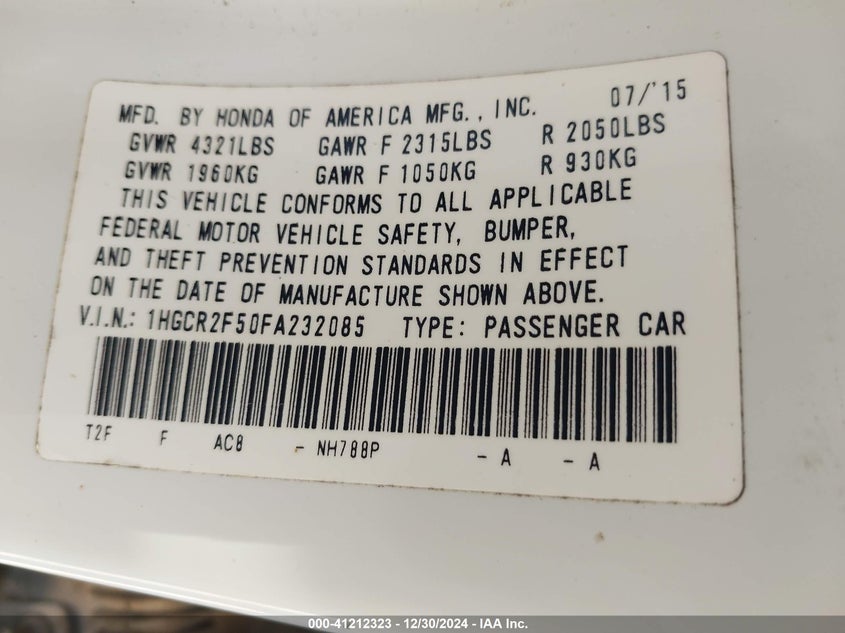 MFD. BY HONDA OF AMERICA MFG., INC. 07/'15
GVWR 4321LBS GAWR F 2315LBS R 2050LBS
GVWR 1960KG GAWR F 1050KG R 930KG
THIS VEHICLE CONFORMS TO ALL APPLICABLE
FEDERAL MOTOR VEHICLE SAFETY, BUMPER,
AND THEFT PREVENTION STANDARDS IN EFFECT
ON THE DATE OF MANUFACTURE SHOWN ABOVE.
V.I.N.: 1HGCR2F50FA232085 TYPE: PASSENGER CAR
T2F F AC8 - NH788P - A - A
000-41212323 - 12/30/2024 - IAA Inc.